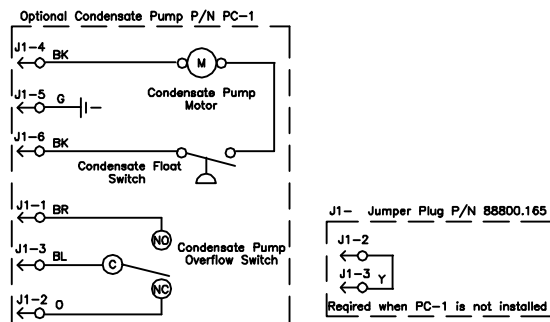 Optional Condensate Pump P/N PC-1
J1-4
BK
M
Condensate Pump
Motor
J1-5
G
J1-6
BK
Condensate Float
Switch
J1-1
BR
NO
Condensate Pump
Overflow Switch
J1-3
BL
C
NC
J1-2
O
J1- Jumper Plug P/N 88800.165
J1-2
J1-3
Y
Reqired when PC-1 is not installed